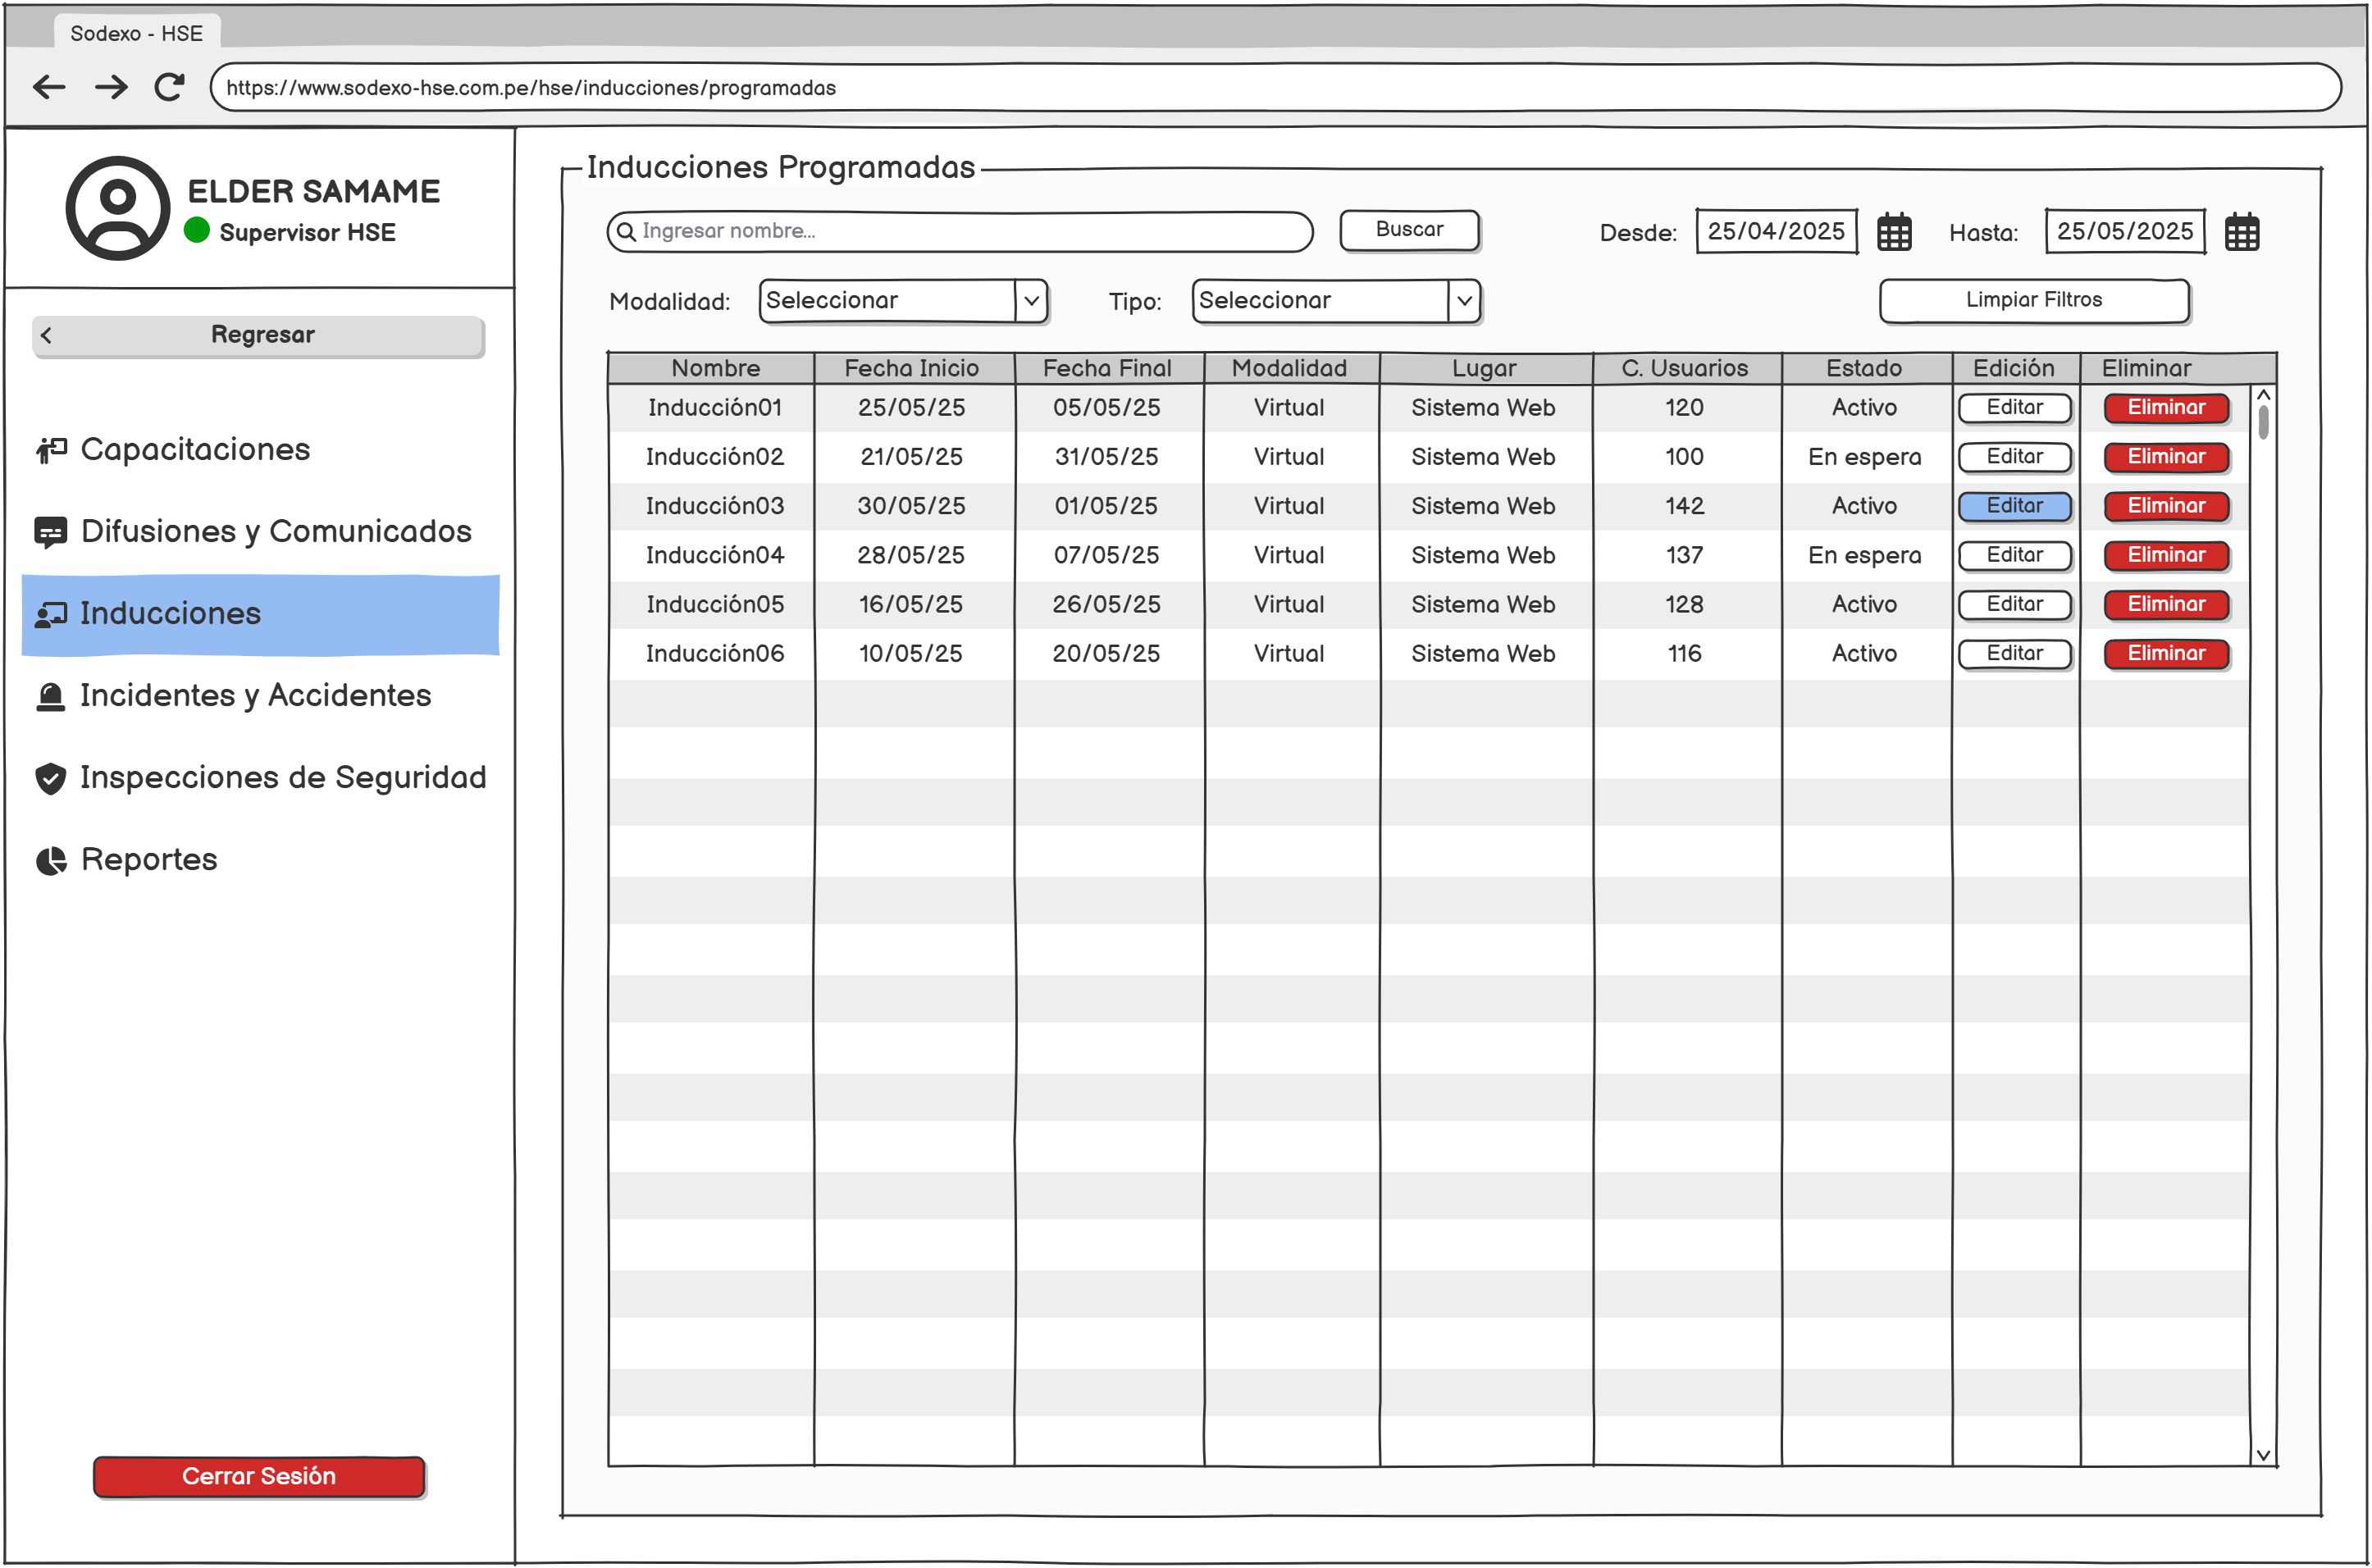 Sodexo - HSE
https://www.sodexo-hse.com.pe/hse/inducciones/programadas
ELDER SAMAME
Supervisor HSE
Regresar
Capacitaciones
Difusiones y Comunicados
Inducciones
Incidentes y Accidentes
Inspecciones de Seguridad
Reportes
Cerrar Sesión
Inducciones Programadas
Ingresar nombre... Buscar Desde: 25/04/2025 Hasta: 25/05/2025
Modalidad: Seleccionar Tipo: Seleccionar Limpiar Filtros
Nombre Fecha Inicio Fecha Final Modalidad Lugar C. Usuarios Estado Edición Eliminar
Inducción01 25/05/25 05/05/25 Virtual Sistema Web 120 Activo Editar Eliminar
Inducción02 21/05/25 31/05/25 Virtual Sistema Web 100 En espera Editar Eliminar
Inducción03 30/05/25 01/05/25 Virtual Sistema Web 142 Activo Editar Eliminar
Inducción04 28/05/25 07/05/25 Virtual Sistema Web 137 En espera Editar Eliminar
Inducción05 16/05/25 26/05/25 Virtual Sistema Web 128 Activo Editar Eliminar
Inducción06 10/05/25 20/05/25 Virtual Sistema Web 116 Activo Editar Eliminar